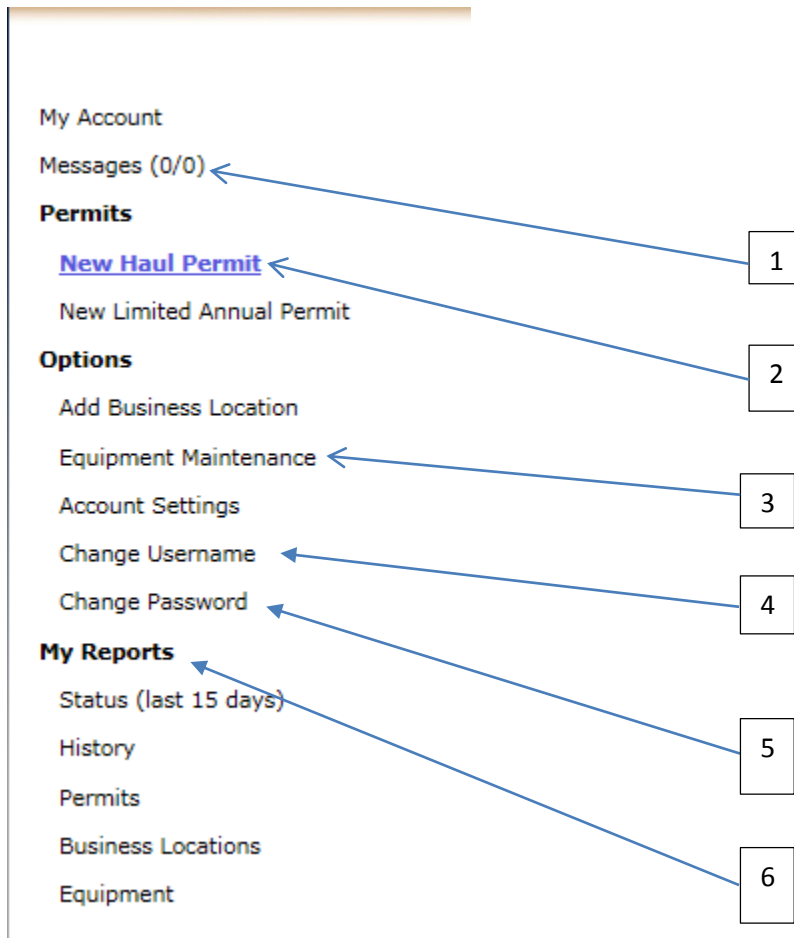 My Account
Messages (0/0)
Permits
1
New Haul Permit
New Limited Annual Permit
Options
2
Add Business Location
Equipment Maintenance
Account Settings
3
Change Username
Change Password
4
My Reports
Status (last 15 days)
History
5
Permits
Business Locations
Equipment
6